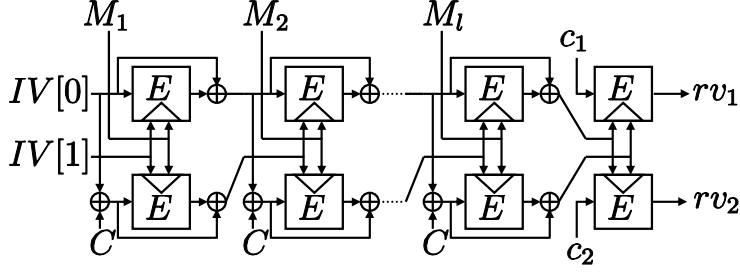 M₁ M₂ Mₗ c₁
IV[0] E E E E rv₁
IV[1]
E E E E rv₂
C C C c₂